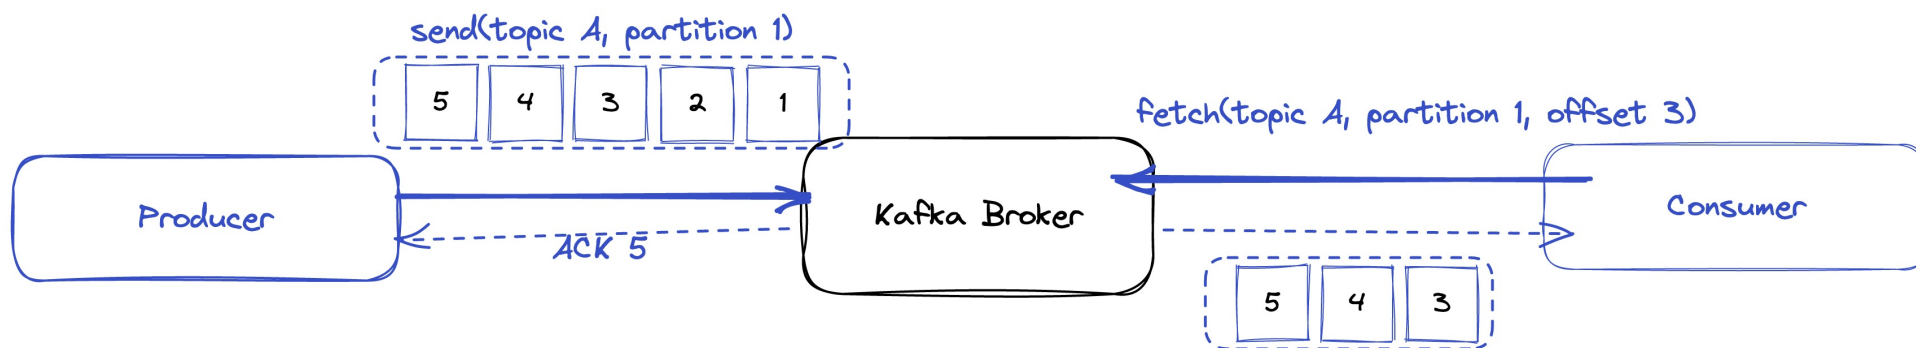 send(topic A, partition 1)
5 4 3 2 1
fetch(topic A, partition 1, offset 3)
Producer
Kafka Broker
Consumer
ACK 5
5 4 3